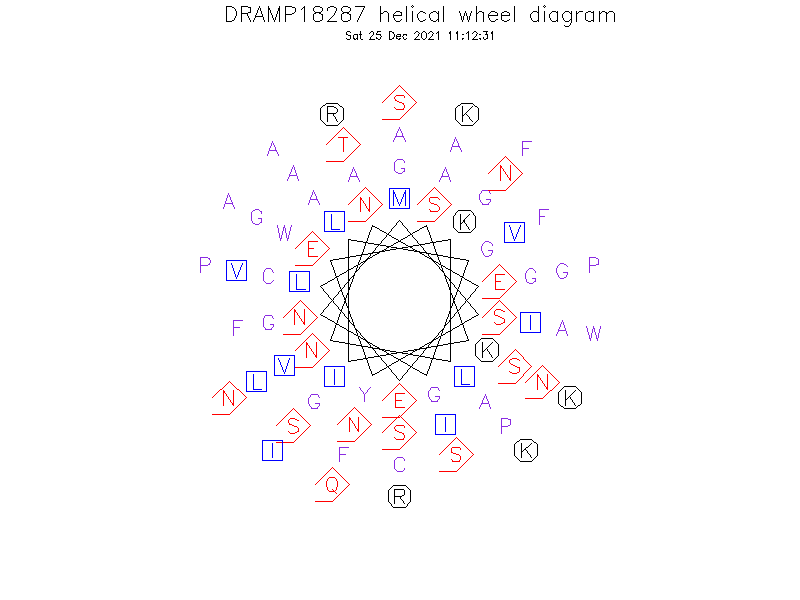 DRAMP18287 helical wheel diagram
Sat 25 Dec 2021 11:12:31
S
R K
A
A T A F
A A G A N
A A N M S G
G L K F
W V
E G
P V C L E G G P
F G N S I A W
N K
V S
L I L N
N G Y E G A K
S N S I P
I F S K
C
Q
R